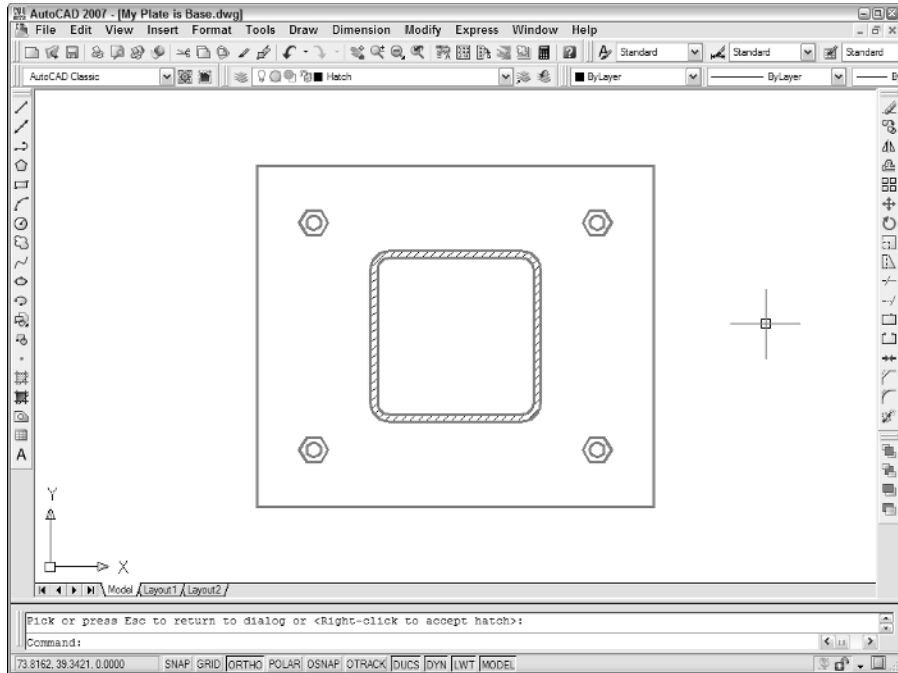 AutoCAD 2007 - [My Plate is Base.dwg]
File Edit View Insert Format Tools Draw Dimension Modify Express Window Help
Standard Standard Standard
AutoCAD Classic Hatch ByLayer ByLayer
A
Y
X
Model Layout1 Layout2
Pick or press Esc to return to dialog or <Right-click to accept hatch>:
Command:
73.8162, 39.3421, 0.0000 SNAP GRID ORTHO POLAR OSNAP OTRACK DUCS DYN LWT MODEL